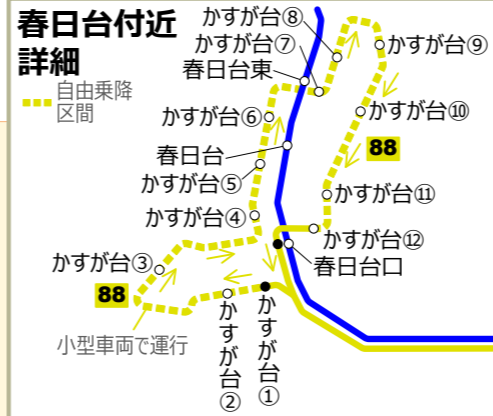 春日台付近
詳細
自由乗降
区間
かすが台⑧
かすが台⑦
春日台東
かすが台⑨
かすが台⑥
かすが台⑩
春日台
88
かすが台⑤
かすが台⑪
かすが台④
かすが台⑫
かすが台③
春日台口
88
小型車両で運行
かすが台②
かすが台①